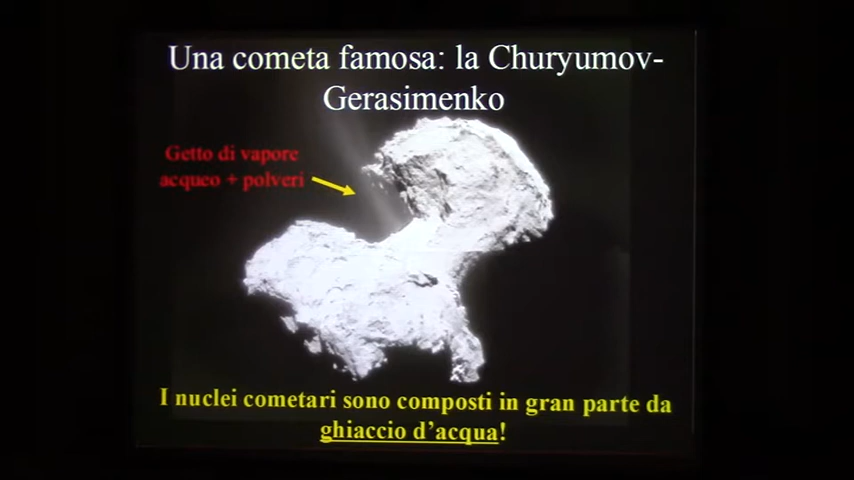 Una cometa famosa: la Churyumov-
Gerasimenko
Getto di vapore
acqueo + polveri
I nuclei cometari sono composti in gran parte da
ghiaccio d'acqua!